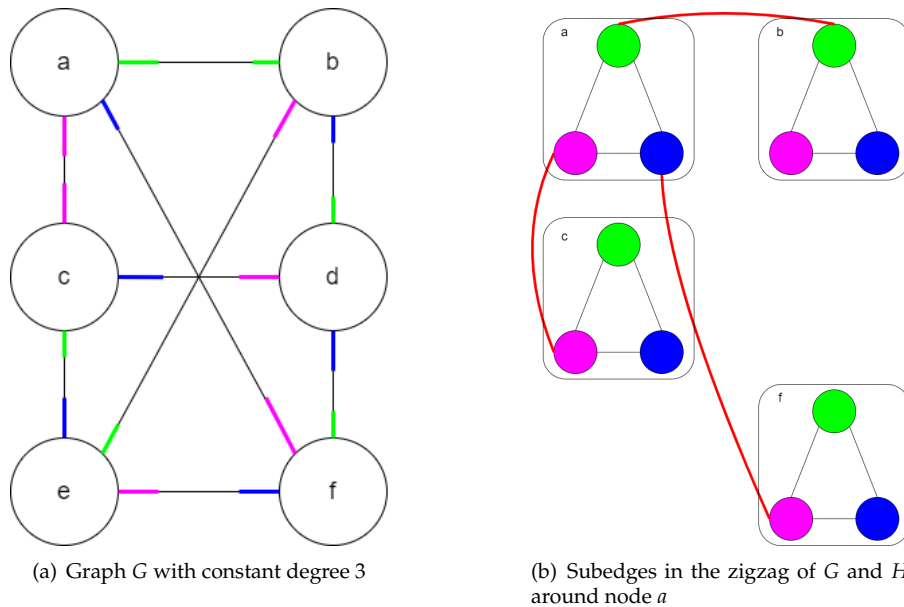 a
b
c
d
e
f
a
b
c
f
(a) Graph G with constant degree 3
(b) Subedges in the zigzag of G and H
around node a